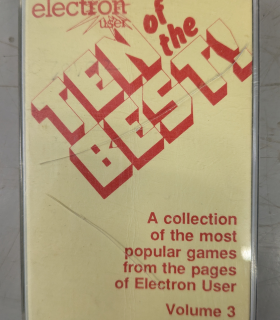 electron
user
TEN of
the
BEST!
A collection
of the most
popular games
from the pages
of Electron User
Volume 3